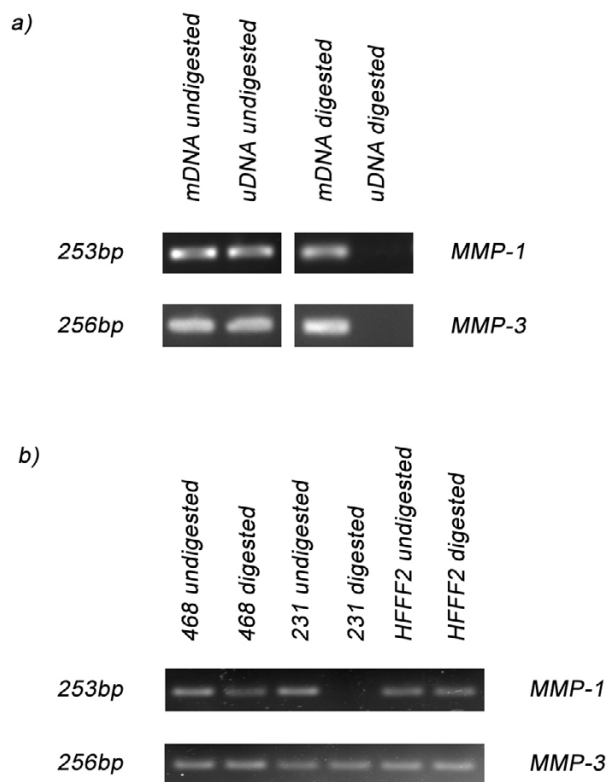 a)
mDNA undigested
uDNA undigested
mDNA digested
uDNA digested
253bp
MMP-1
256bp
MMP-3
b)
468 undigested
468 digested
231 undigested
231 digested
HFFF2 undigested
HFFF2 digested
253bp
MMP-1
256bp
MMP-3